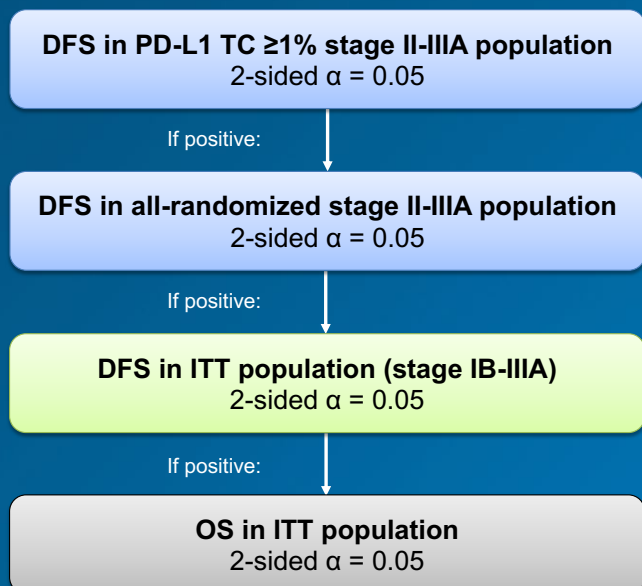 DFS in PD-L1 TC ≥1% stage II-IIIA population
2-sided α = 0.05
If positive:
DFS in all-randomized stage II-IIIA population
2-sided α = 0.05
If positive:
DFS in ITT population (stage IB-IIIA)
2-sided α = 0.05
If positive:
OS in ITT population
2-sided α = 0.05